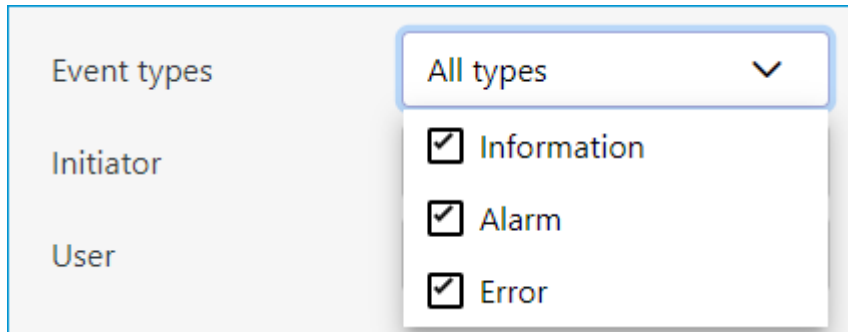 Event types
All types
Information
Initiator
Alarm
User
Error